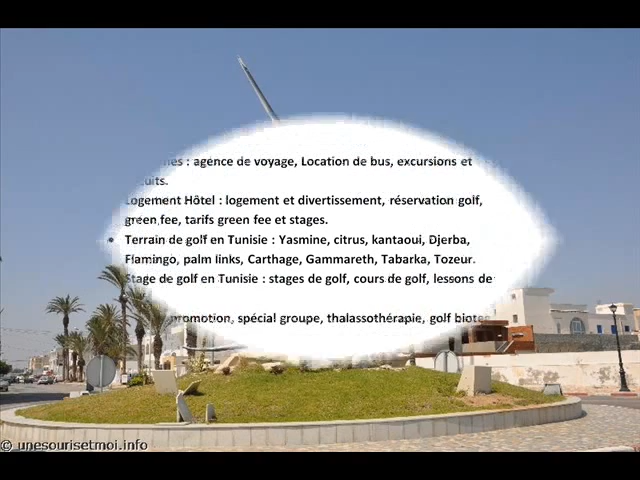 : agence de voyage, Location de bus, excursions et
Logement Hôtel : logement et divertissement, réservation golf,
green fee, tarifs green fee et stages.
• Terrain de golf en Tunisie : Yasmine, citrus, kantaoui, Djerba,
Flamingo, palm links, Carthage, Gammareth, Tabarka, Tozeur.
Stage de golf en Tunisie : stages de golf, cours de golf, lessons de
promotion, spécial groupe, thalassothérapie, golf
© unesourisetmoi.info